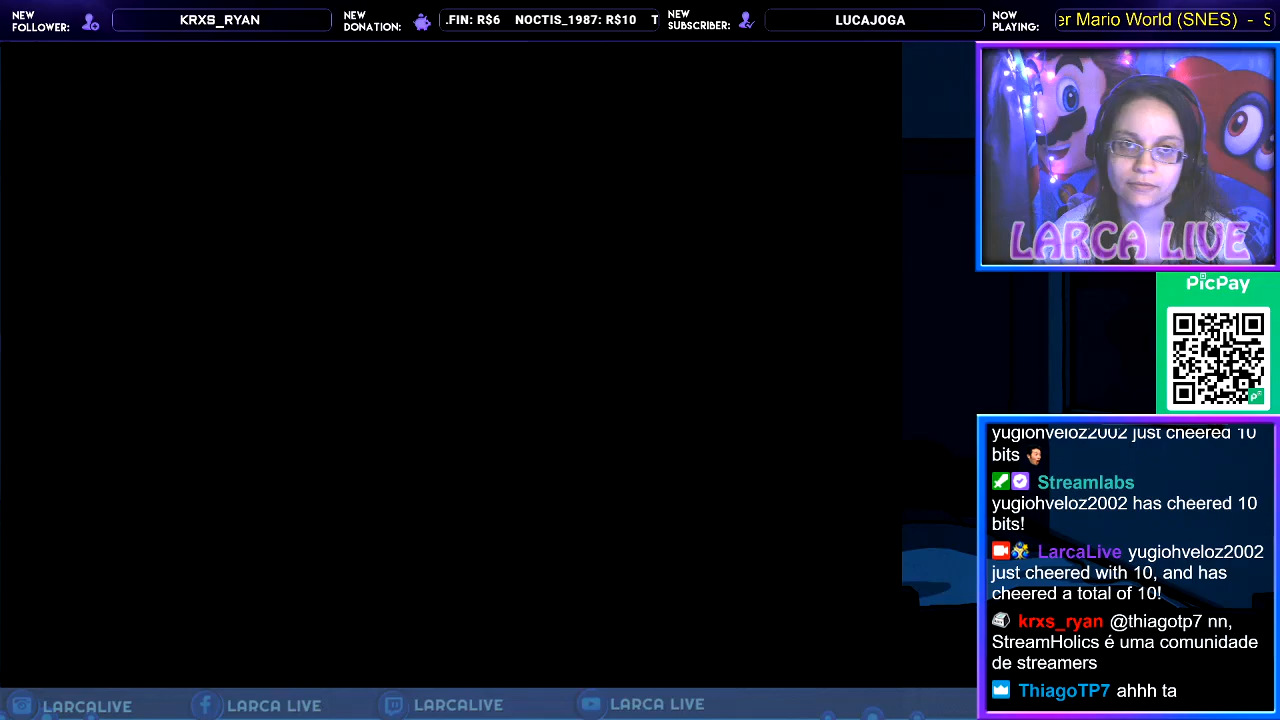 NEW
FOLLOWER:
KRXS_RYAN
NEW
DONATION:
.FIN: R$6 NOCTIS_1987: R$10 T
NEW
SUBSCRIBER:
LUCAJOGA
NOW
PLAYING:
er Mario World (SNES) - S
LARCA LIVE
PicPay
yugiohveloz2002 just cheered 10
bits
Streamlabs
yugiohveloz2002 has cheered 10
bits!
LarcaLive yugiohveloz2002
just cheered with 10, and has
cheered a total of 10!
krxs_ryan @thiagotp7 nn,
StreamHolics é uma comunidade
de streamers
ThiagoTP7 ahhh ta
LARCALIVE
LARCA LIVE
LARCALIVE
LARCA LIVE